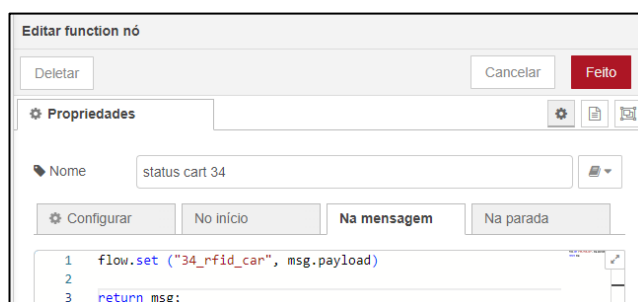 Editar function nó
Deletar
Cancelar
Feito
Propriedades
Nome
status cart 34
Configurar
No início
Na mensagem
Na parada
1 flow.set ("34_rfid_car", msg.payload)
2
3 return msg;